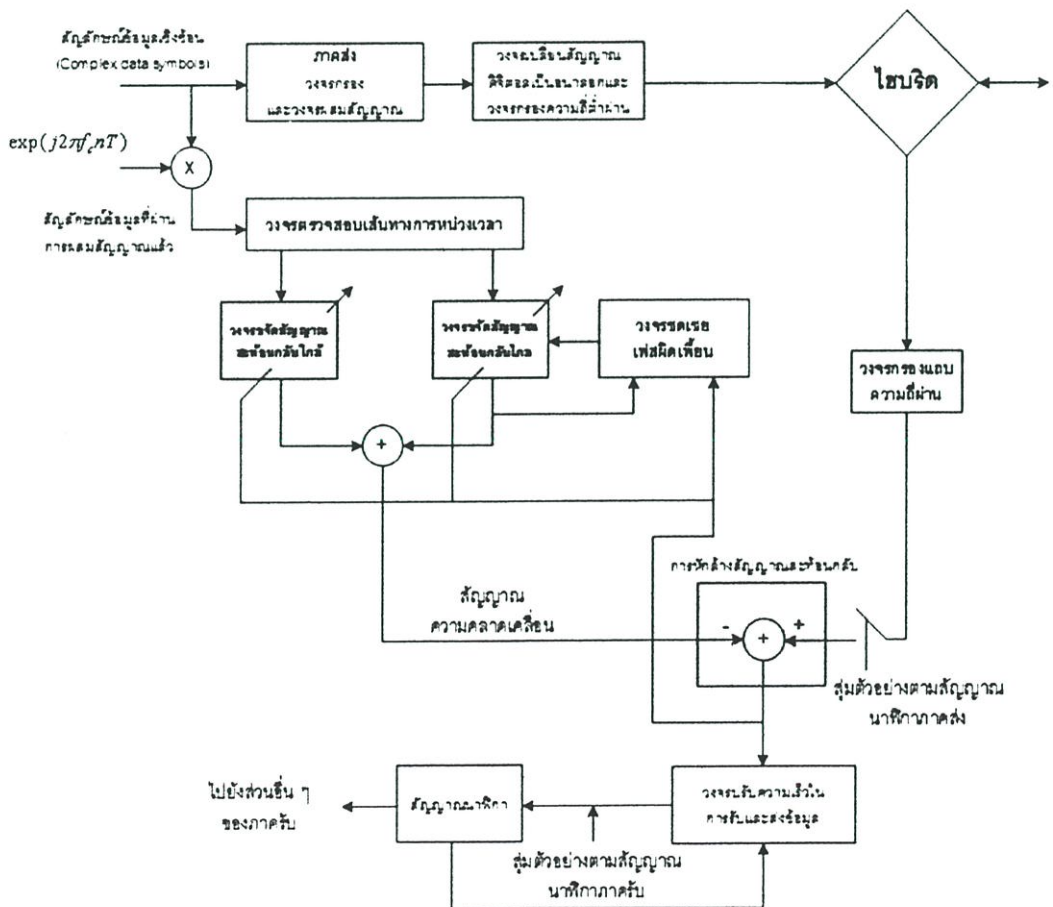 สัญลักษณ์ข้อมูลเชิงซ้อน
(Complex data symbols)
ภาคส่ง
วงจรกรอง
และวงจรผสมสัญญาณ
วงจรเปลี่ยนสัญญาณ
ดิจิตอลเป็นอนาลอกและ
วงจรกรองความถี่ต่ำผ่าน
ไฮบริด
exp(j2πf_c nT)
X
สัญลักษณ์ข้อมูลที่ผ่าน
การผสมสัญญาณแล้ว
วงจรตรวจสอบเส้นทางการหน่วงเวลา
วงจรขจัดสัญญาณ
สะท้อนกลับใกล้
วงจรขจัดสัญญาณ
สะท้อนกลับไกล
วงจรชดเชย
เฟสผิดเพี้ยน
วงจรกรองแถบ
ความถี่ผ่าน
+
การหักล้างสัญญาณสะท้อนกลับ
สัญญาณ
ความคลาดเคลื่อน
- + +
สุ่มตัวอย่างตามสัญญาณ
นาฬิกาภาคส่ง
ไปยังส่วนอื่น ๆ
ของภาครับ
สัญญาณนาฬิกา
วงจรปรับความเร็วใน
การรับและส่งข้อมูล
สุ่มตัวอย่างตามสัญญาณ
นาฬิกาภาครับ